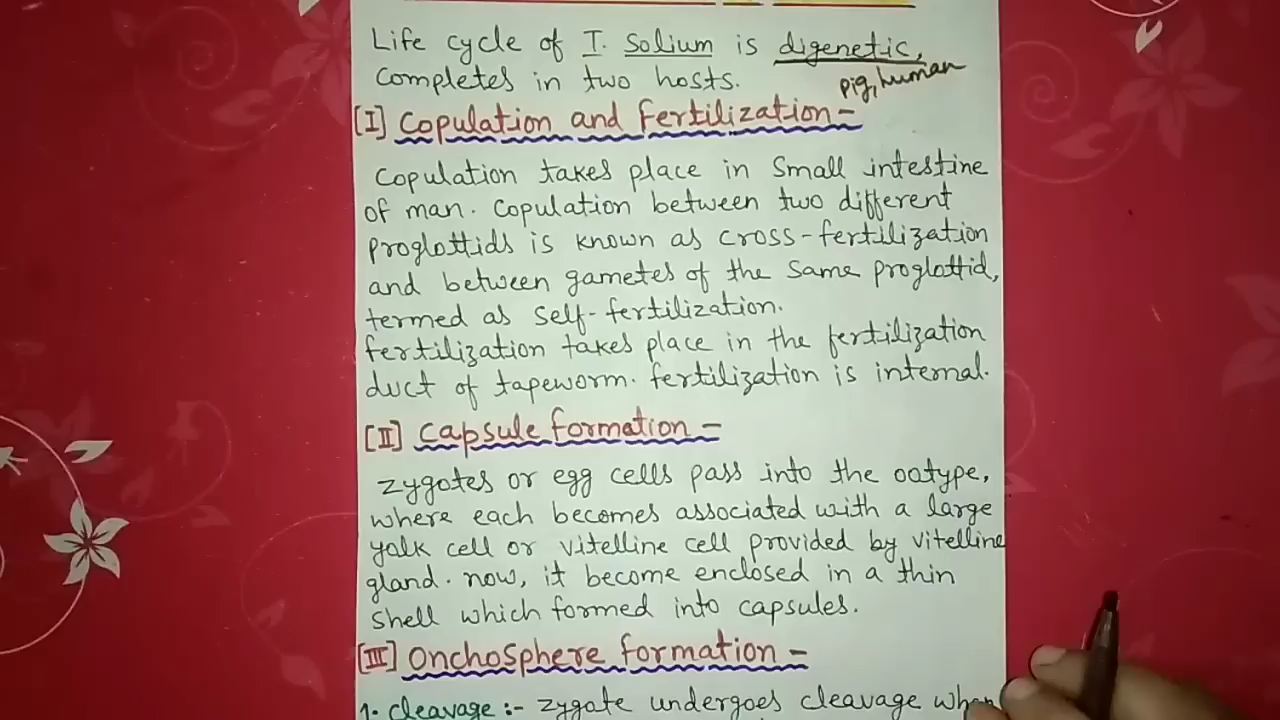 Life cycle of T. Solium is digenetic,
completes in two hosts.
pig, human
[I] Copulation and Fertilization -
Copulation takes place in Small intestine
of man. Copulation between two different
proglottids is known as cross-fertilization
and between gametes of the same proglottid,
termed as self-fertilization.
fertilization takes place in the fertilization
duct of tapeworm. fertilization is internal.
[II] Capsule formation -
Zygotes or egg cells pass into the ootype,
where each becomes associated with a large
yolk cell or vitelline cell provided by vitelline
gland. now, it become enclosed in a thin
shell which formed into capsules.
[III] Onchosphere formation -
1. cleavage :- zygote undergoes cleavage when